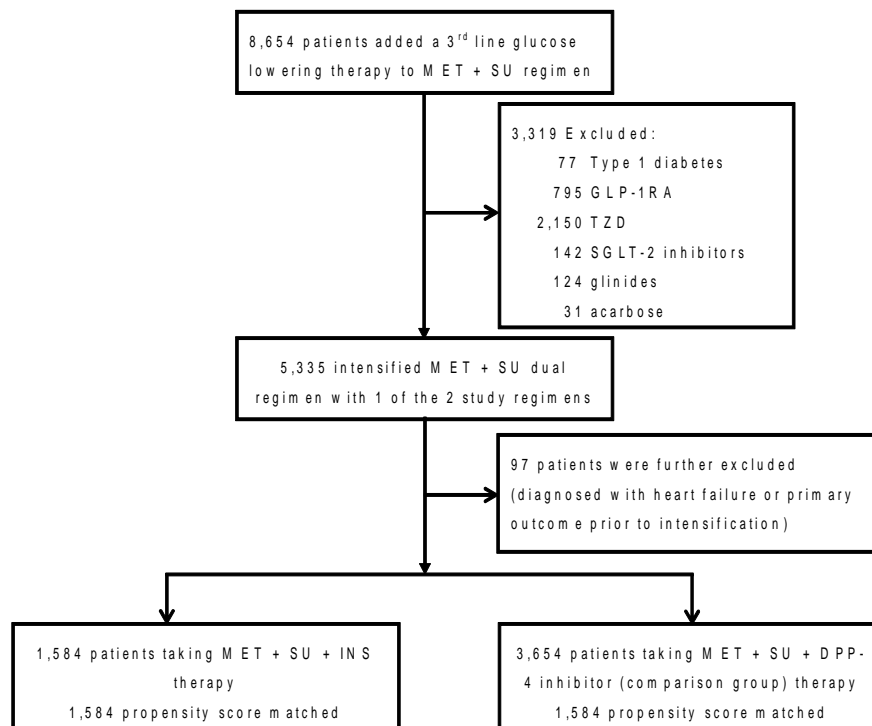 8,654 patients added a 3rd line glucose
lowering therapy to MET + SU regimen
3,319 Excluded:
77 Type 1 diabetes
795 GLP-1RA
2,150 TZD
142 SGLT-2 inhibitors
124 glinides
31 acarbose
5,335 intensified MET + SU dual
regimen with 1 of the 2 study regimens
97 patients were further excluded
(diagnosed with heart failure or primary
outcome prior to intensification)
1,584 patients taking MET + SU + INS
therapy
1,584 propensity score matched
3,654 patients taking MET + SU + DPP-
4 inhibitor (comparison group) therapy
1,584 propensity score matched